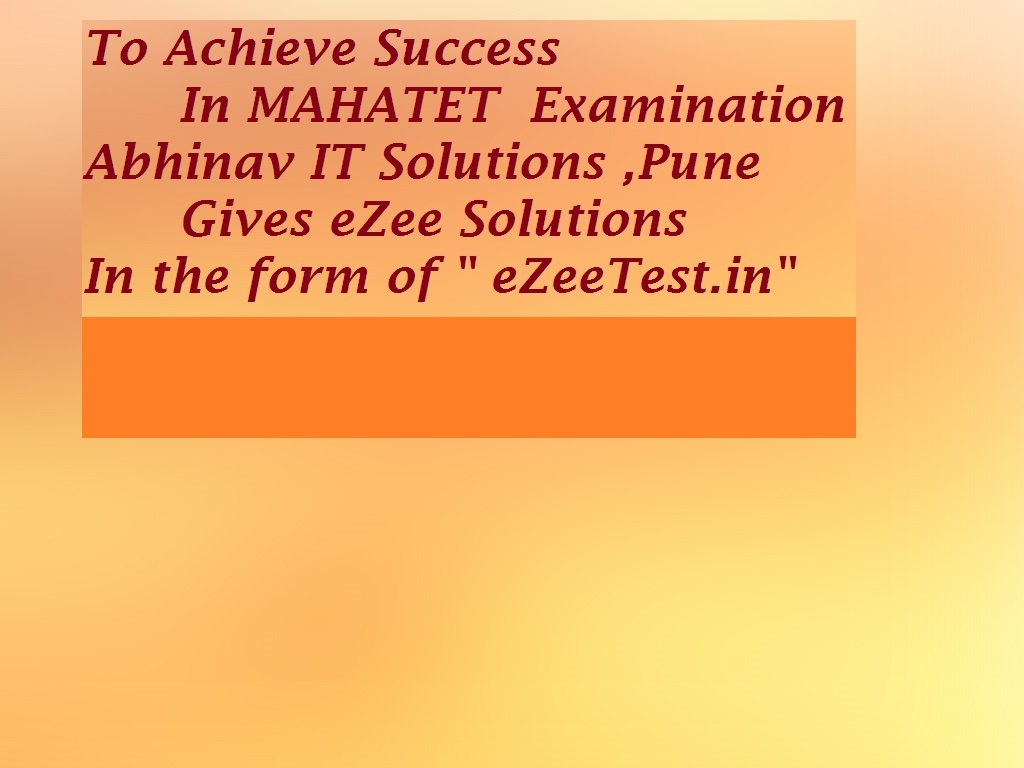 To Achieve Success
In MAHATET Examination
Abhinav IT Solutions ,Pune
Gives eZee Solutions
In the form of " eZeeTest.in"